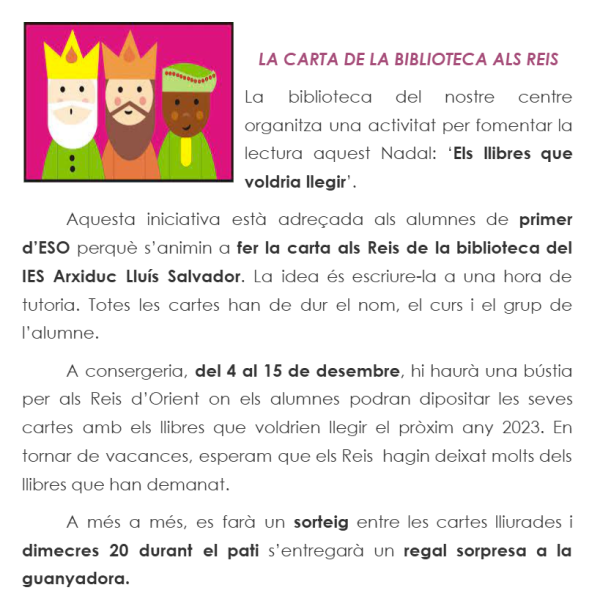 LA CARTA DE LA BIBLIOTECA ALS REIS
La biblioteca del nostre centre
organitza una activitat per fomentar la
lectura aquest Nadal: ‘Els llibres que
voldria llegir’.
Aquesta iniciativa està adreçada als alumnes de primer
d’ESO perquè s’animin a fer la carta als Reis de la biblioteca del
IES Arxiduc Lluís Salvador. La idea és escriure-la a una hora de
tutoria. Totes les cartes han de dur el nom, el curs i el grup de
l’alumne.
A consergeria, del 4 al 15 de desembre, hi haurà una bústia
per als Reis d’Orient on els alumnes podran dipositar les seves
cartes amb els llibres que voldrien llegir el pròxim any 2023. En
tornar de vacances, esperam que els Reis hagin deixat molts dels
llibres que han demanat.
A més a més, es farà un sorteig entre les cartes lliurades i
dimecres 20 durant el pati s’entregarà un regal sorpresa a la
guanyadora.